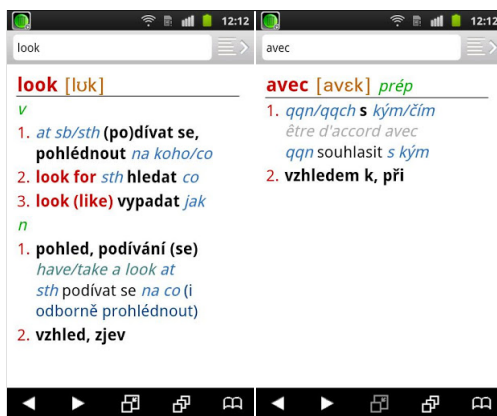 12:12
look
look [lʊk]
v
1. at sb/sth (po)dívat se,
pohlédnout na koho/co
2. look for sth hledat co
3. look (like) vypadat jak
n
1. pohled, podívání (se)
have/take a look at
sth podívat se na co (i
odborně prohlédnout)
2. vzhled, zjev
12:12
avec
avec [avɛk] prép
1. qqn/qqch s kým/čím
être d'accord avec
qqn souhlasit s kým
2. vzhledem k, při